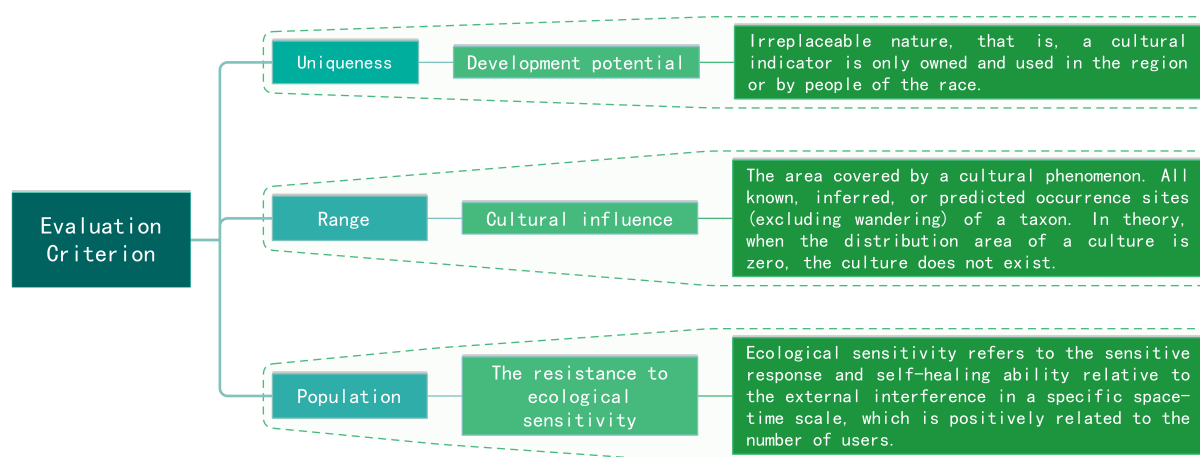 Uniqueness
Development potential
Irreplaceable nature, that is, a cultural
indicator is only owned and used in the region
or by people of the race.
Evaluation
Criterion
Range
Cultural influence
The area covered by a cultural phenomenon. All
known, inferred, or predicted occurrence sites
(excluding wandering) of a taxon. In theory,
when the distribution area of a culture is
zero, the culture does not exist.
Population
The resistance to
ecological
sensitivity
Ecological sensitivity refers to the sensitive
response and self-healing ability relative to
the external interference in a specific space-
time scale, which is positively related to the
number of users.